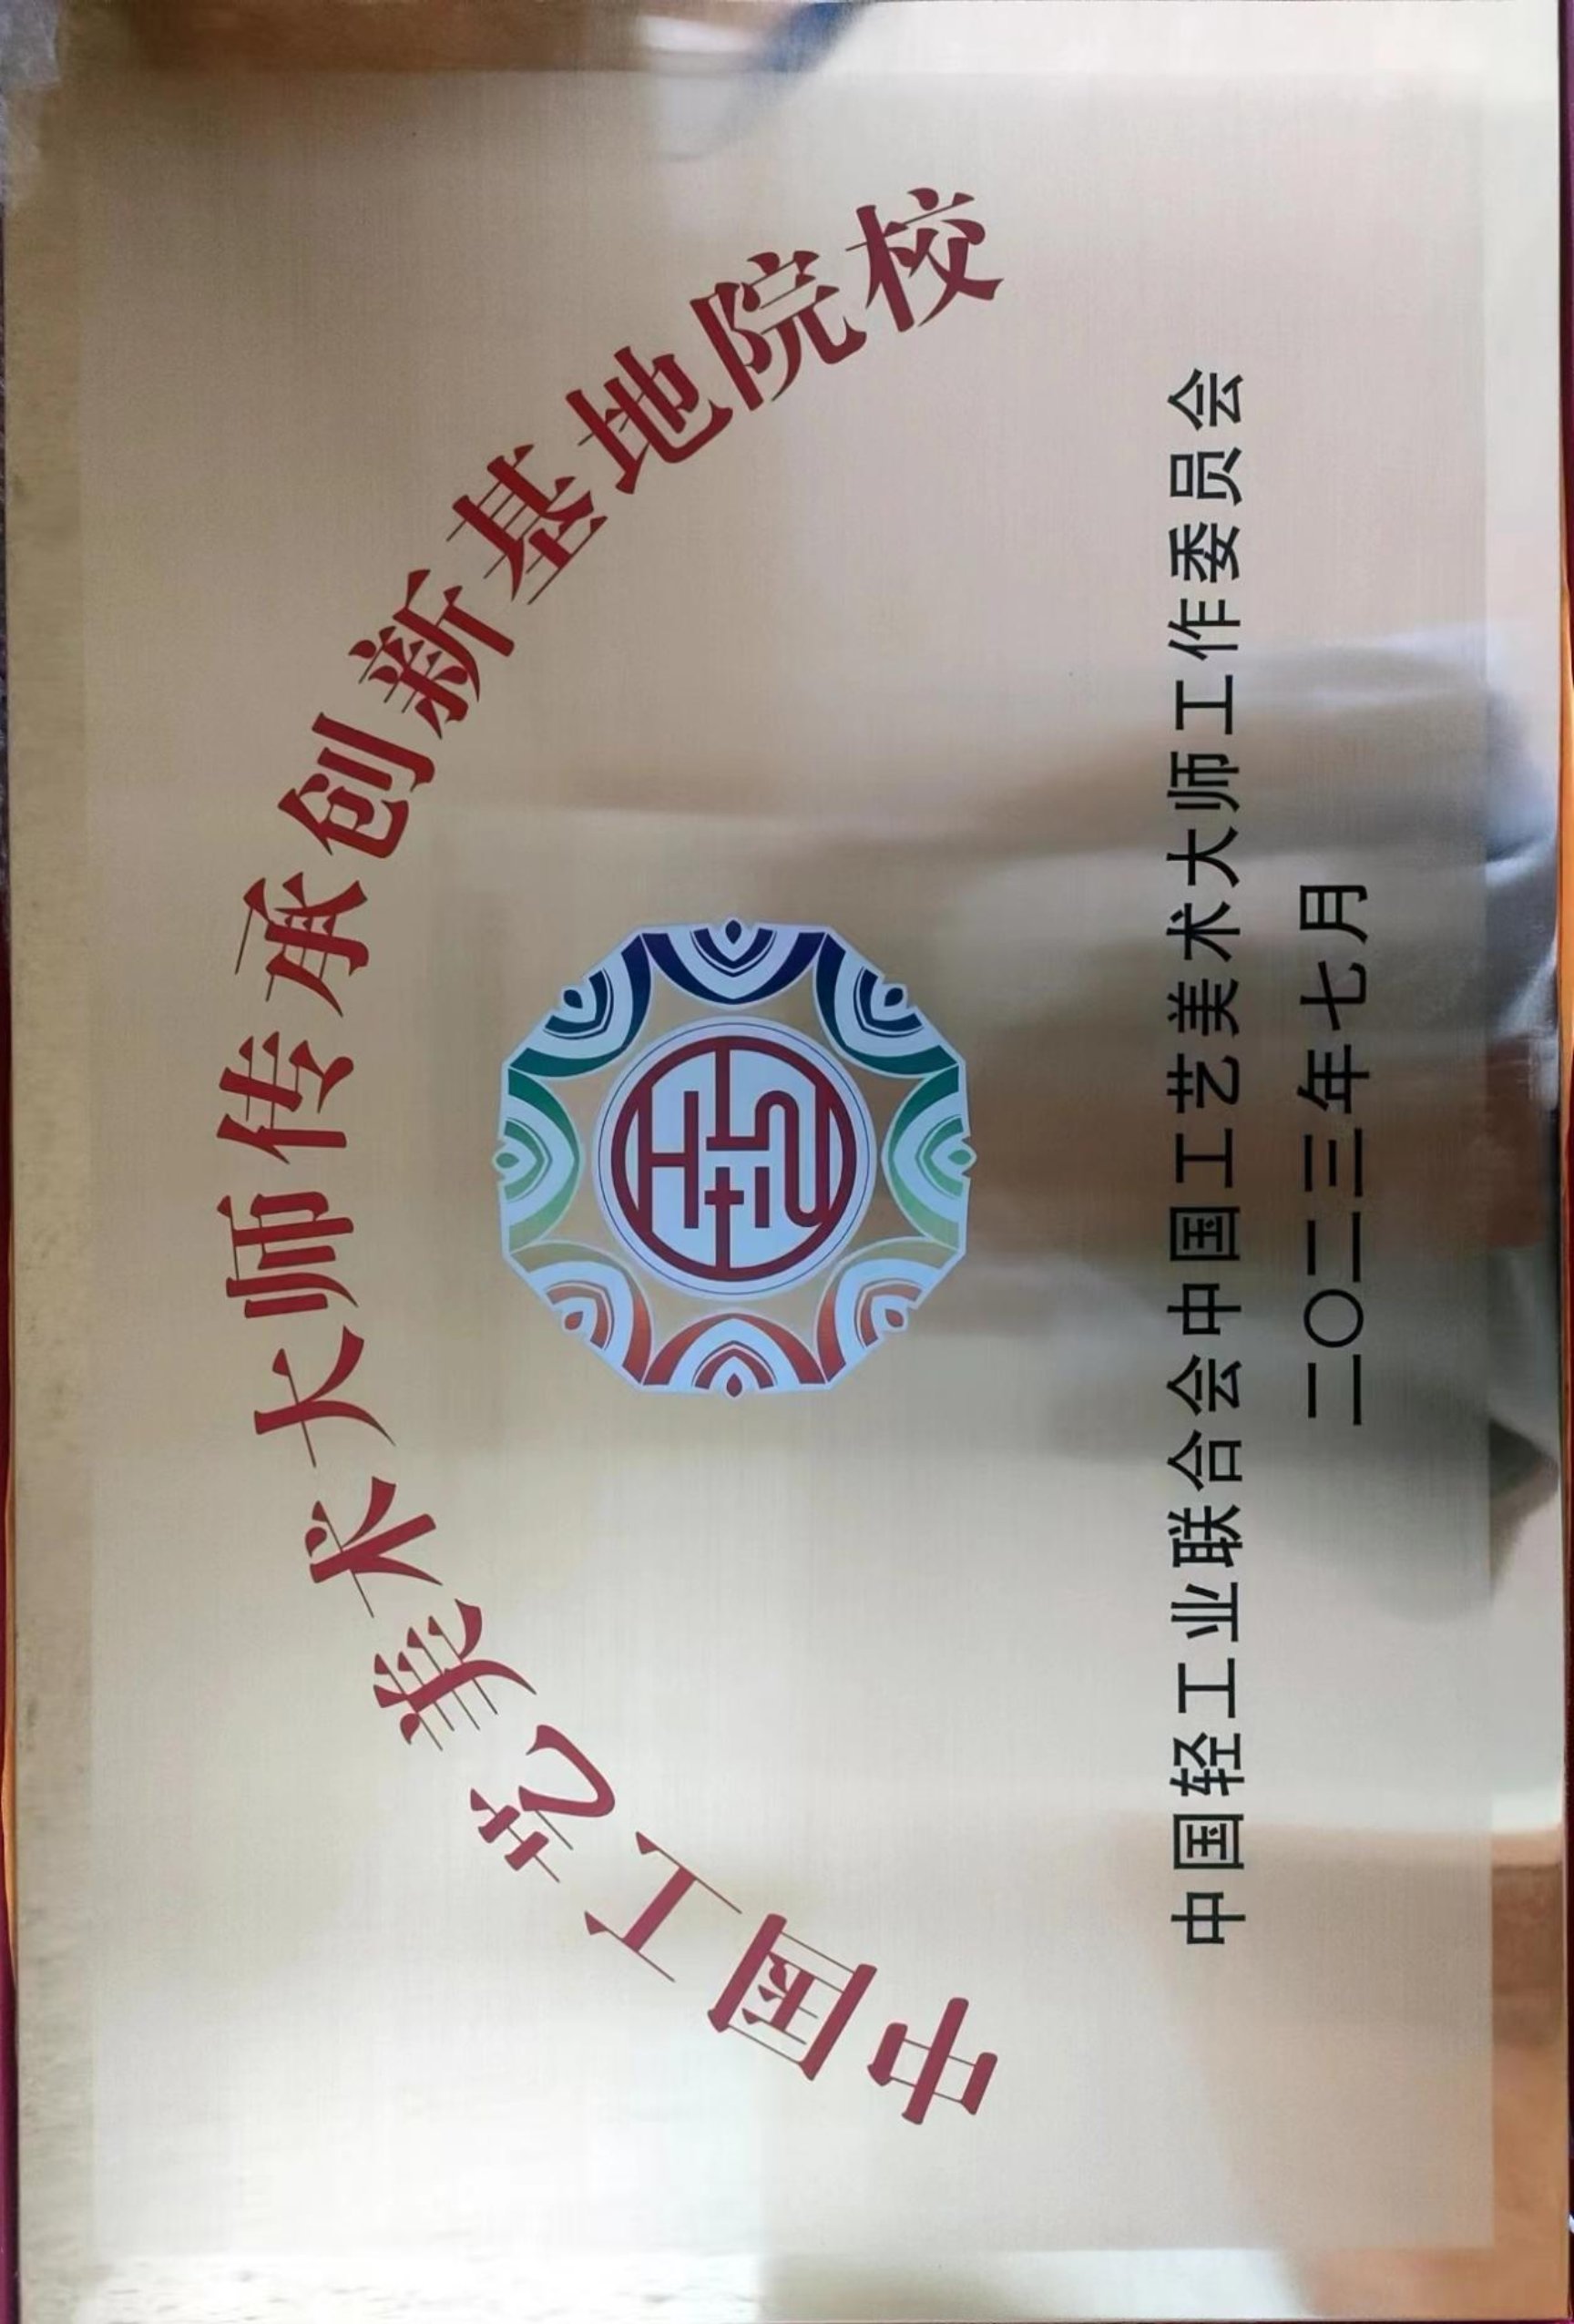 中国工艺美术大师传承创新基地院校
中国轻工业联合会中国工艺美术大师工作委员会
二〇二三年七月